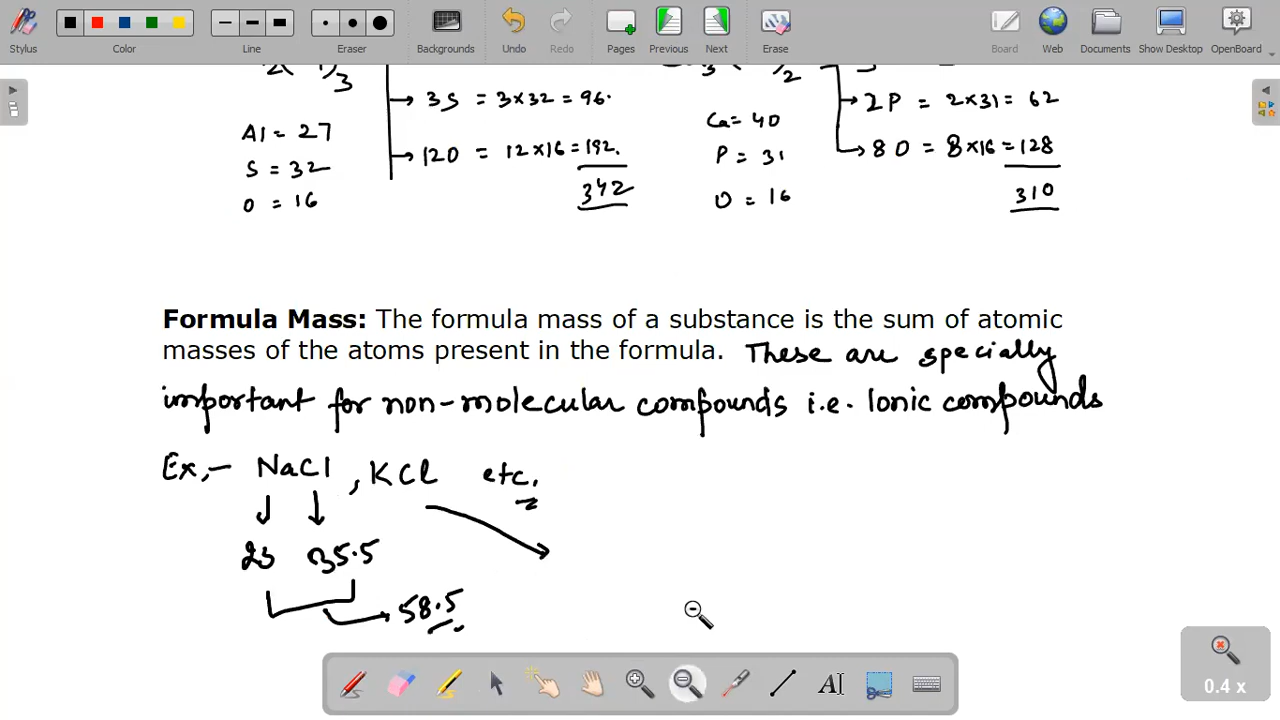 Stylus Color Line Eraser Backgrounds Undo Redo Pages Previous Next Erase Board Web Documents Show Desktop OpenBoard
3
3
2
3S = 3×32 = 96.
2P = 2×31 = 62
Al = 27
Ca = 40
12O = 12×16 = 192.
8O = 8×16 = 128
S = 32
P = 31
342
310
O = 16
O = 16
Formula Mass: The formula mass of a substance is the sum of atomic
masses of the atoms present in the formula. These are specially
important for non-molecular compounds i.e. Ionic compounds
Ex,- NaCl, KCl etc.
23 35.5
58.5
AI
0.4 x